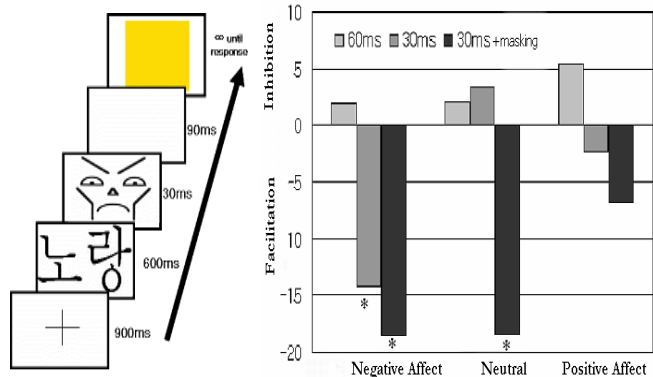 ∞ until
response
90ms
30ms
노랑
600ms
900ms
Inhibition
Facilitation
10
5
0
-5
-10
-15
-20
60ms 30ms 30ms +masking
*
*
*
Negative Affect Neutral Positive Affect